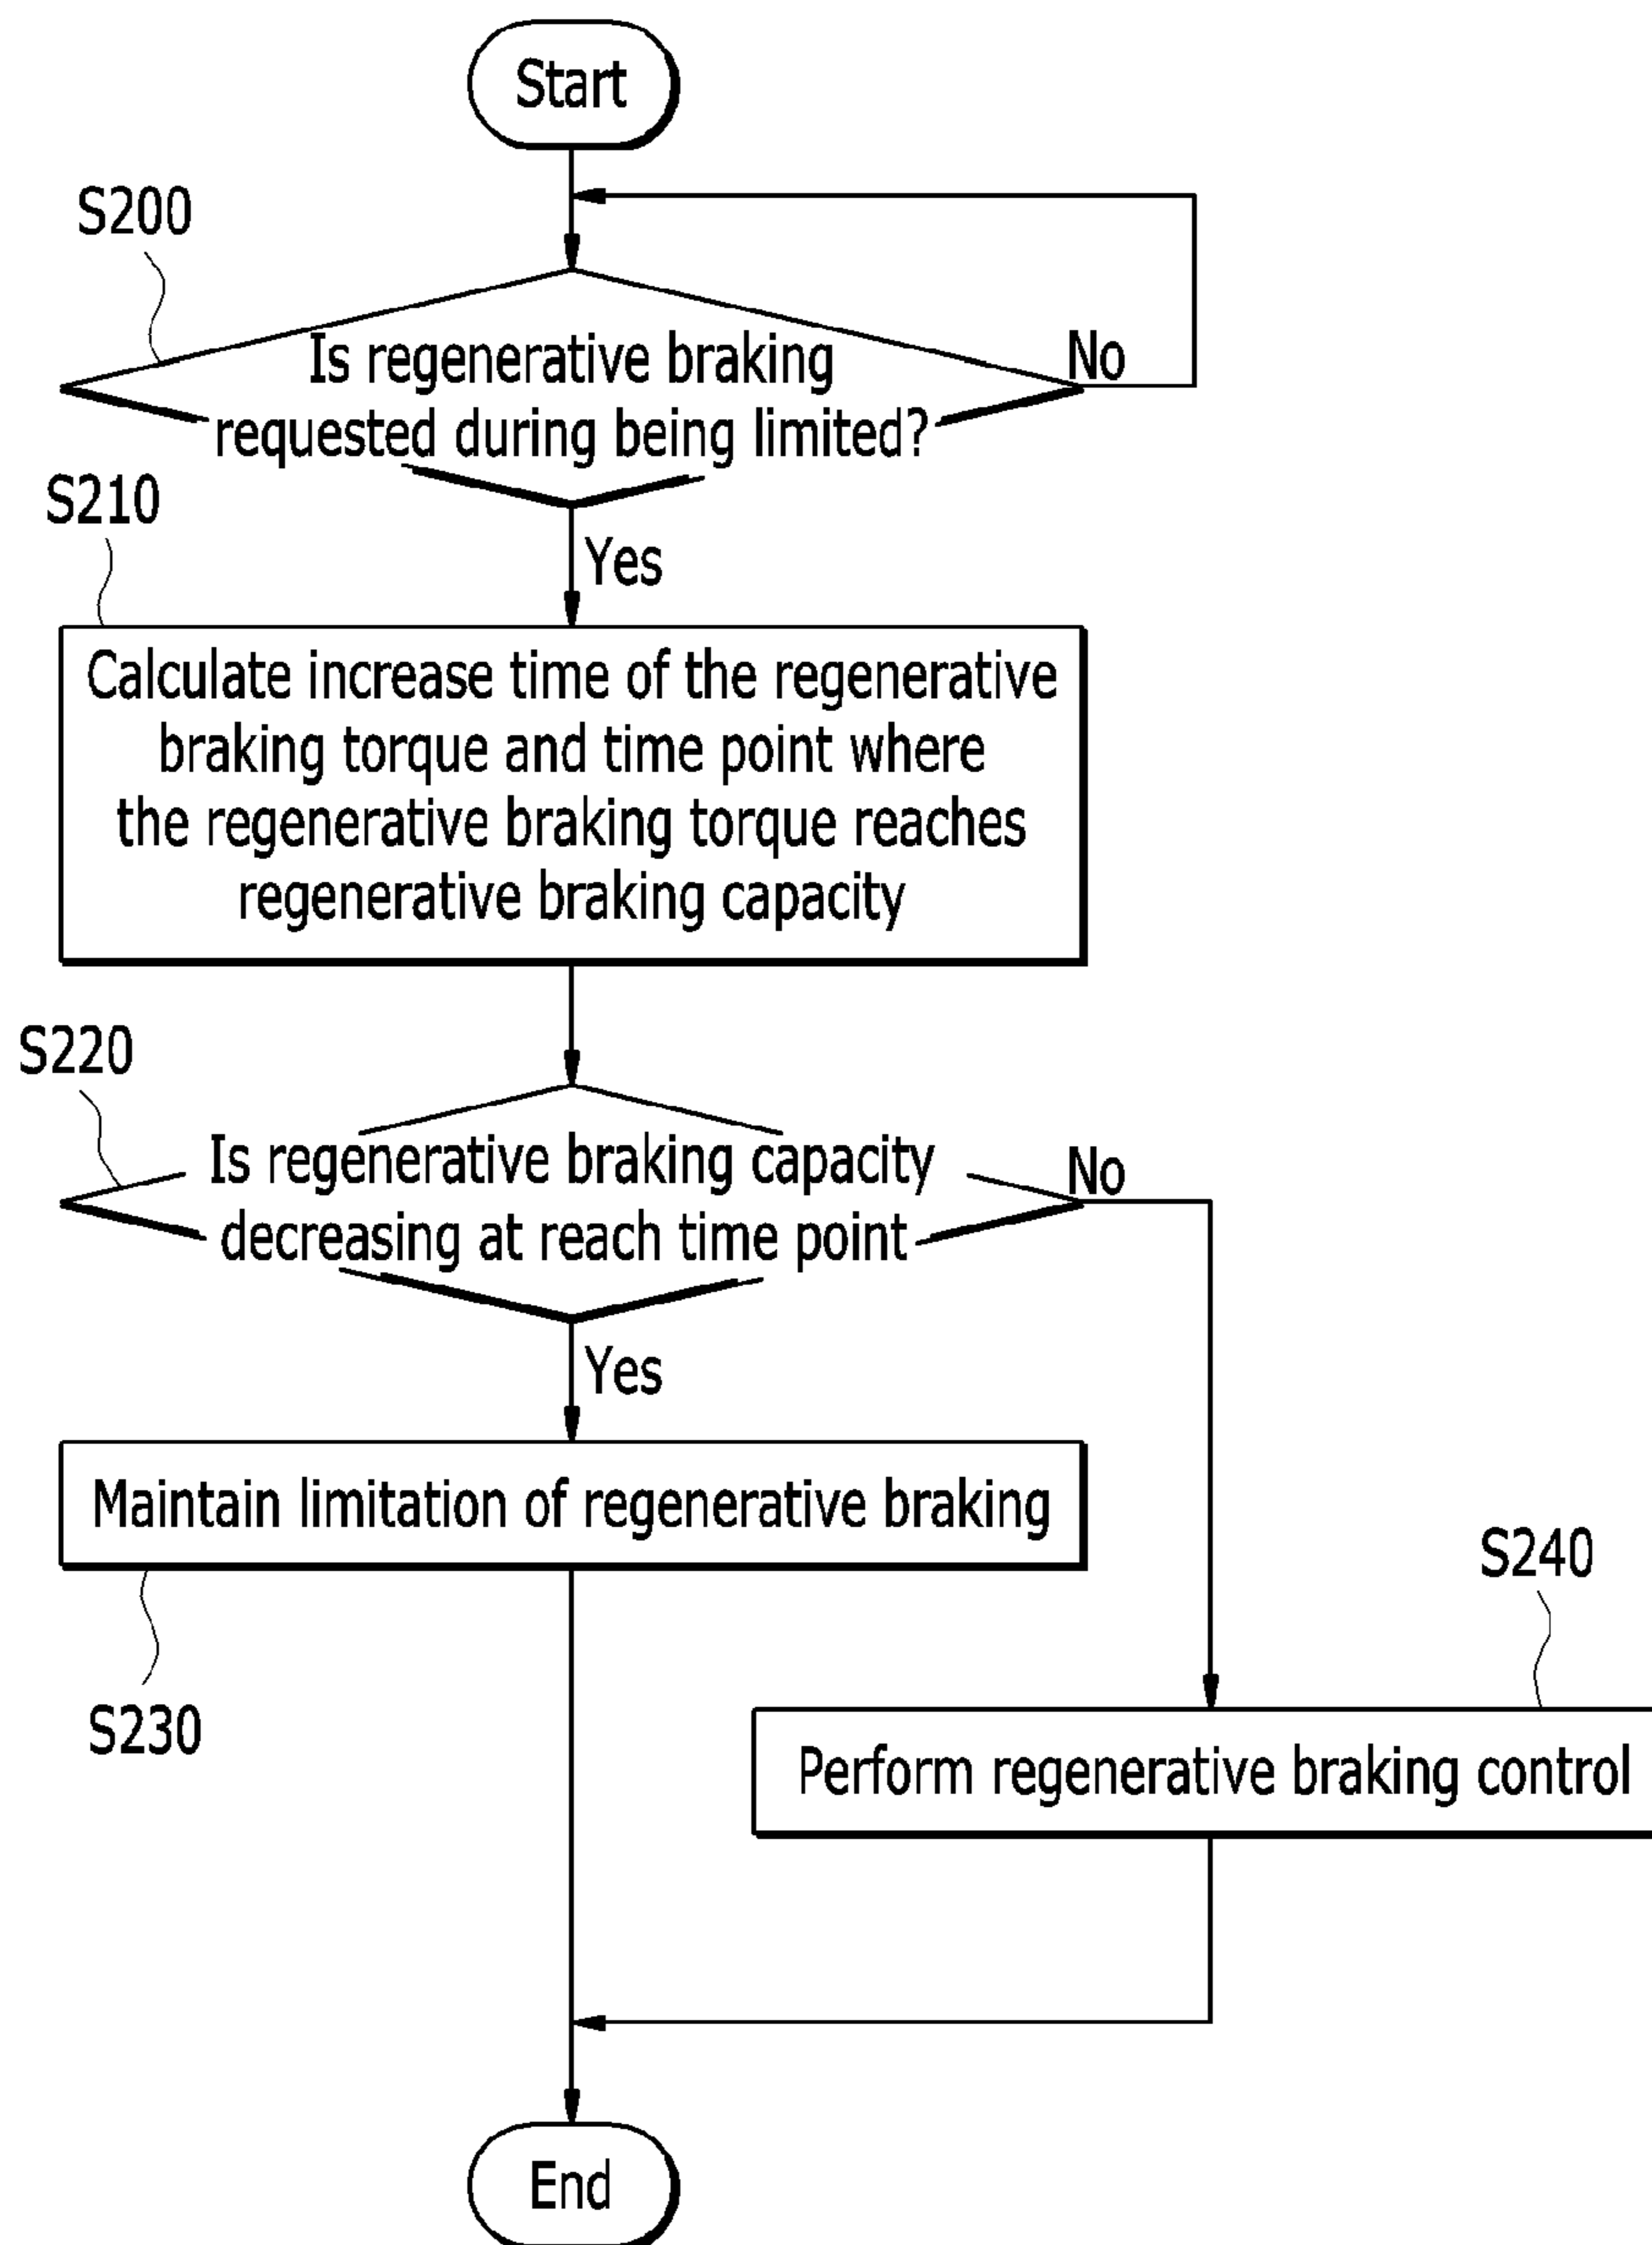 Start
S200
Is regenerative braking
requested during being limited?
No
S210
Yes
Calculate increase time of the regenerative
braking torque and time point where
the regenerative braking torque reaches
regenerative braking capacity
S220
Is regenerative braking capacity
decreasing at reach time point
No
Yes
Maintain limitation of regenerative braking
S240
S230
Perform regenerative braking control
End